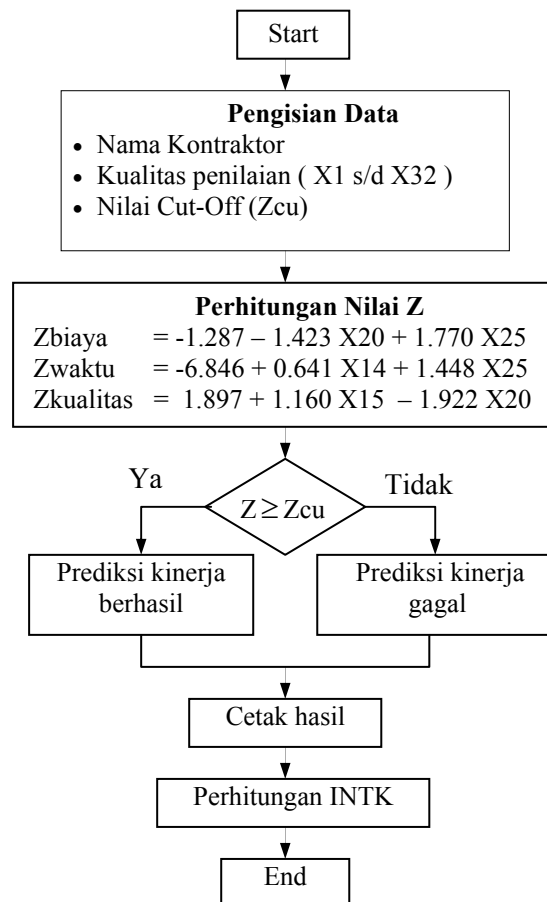 Start
Pengisian Data
• Nama Kontraktor
• Kualitas penilaian ( X1 s/d X32 )
• Nilai Cut-Off (Zcu)
Perhitungan Nilai Z
Zbiaya = -1.287 – 1.423 X20 + 1.770 X25
Zwaktu = -6.846 + 0.641 X14 + 1.448 X25
Zkualitas = 1.897 + 1.160 X15 – 1.922 X20
Ya
Tidak
Z ≥ Zcu
Prediksi kinerja
berhasil
Prediksi kinerja
gagal
Cetak hasil
Perhitungan INTK
End